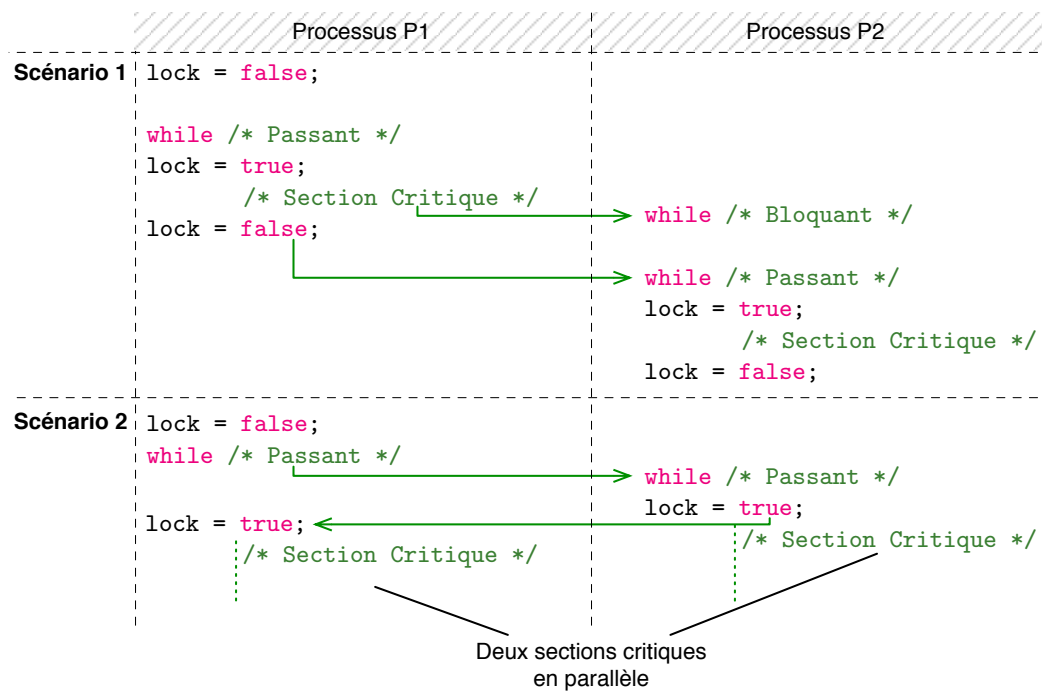 Processus P1
Processus P2
Scénario 1
lock = false;
while /* Passant */
lock = true;
/* Section Critique */
while /* Bloquant */
lock = false;
while /* Passant */
lock = true;
/* Section Critique */
lock = false;
Scénario 2
lock = false;
while /* Passant */
while /* Passant */
lock = true;
lock = true;
/* Section Critique */
/* Section Critique */
Deux sections critiques
en parallèle